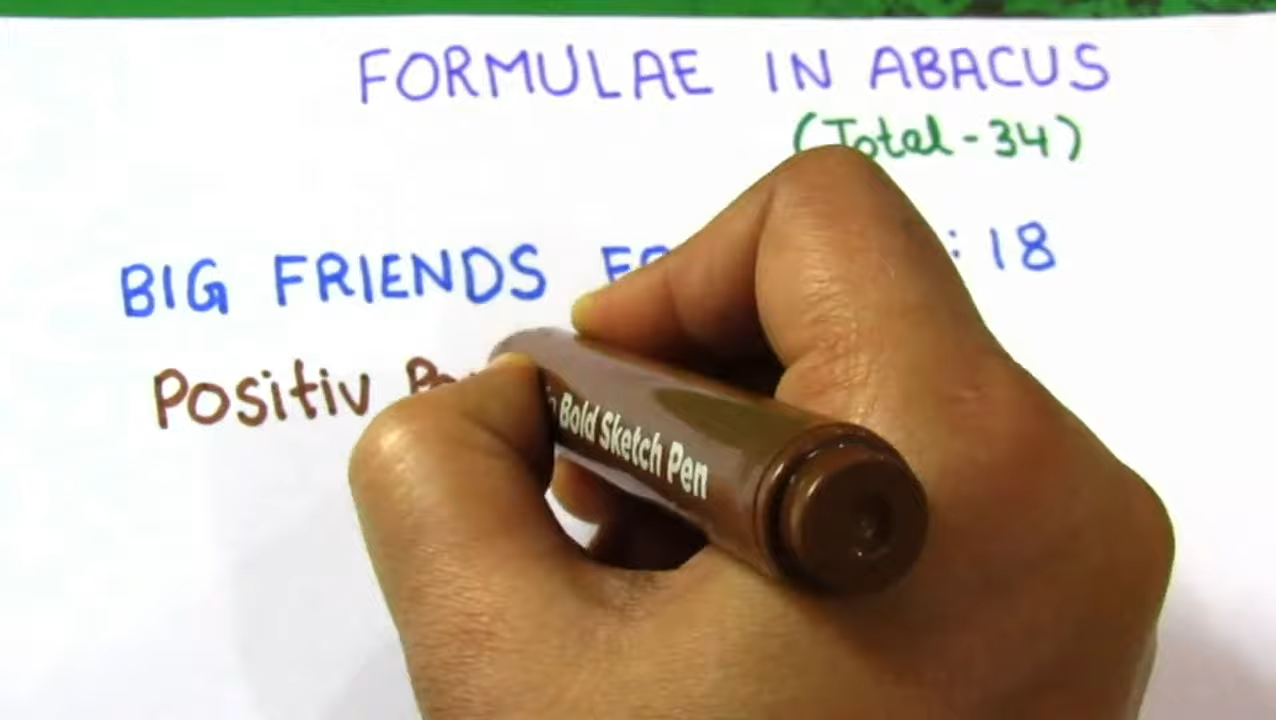 FORMULAE IN ABACUS
(Total-34)
BIG FRIENDS : 18
Positiv
Bold Sketch Pen